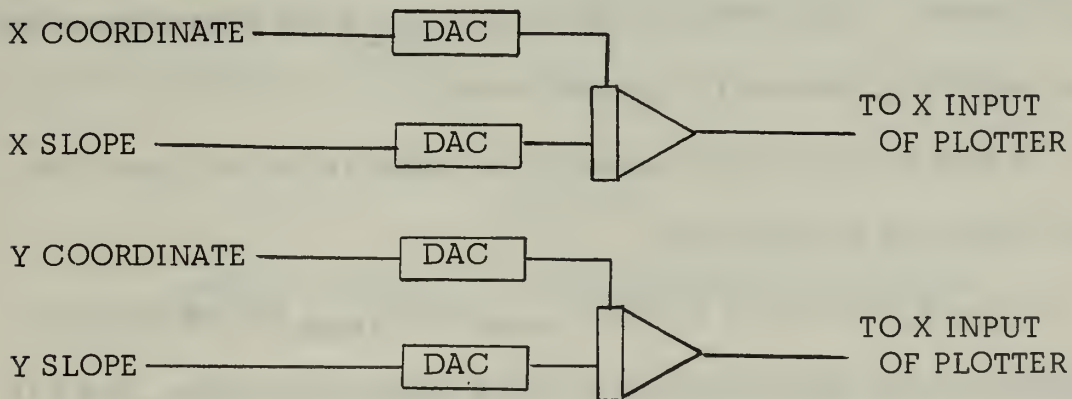 X COORDINATE
DAC
X SLOPE
DAC
TO X INPUT
OF PLOTTER
Y COORDINATE
DAC
Y SLOPE
DAC
TO X INPUT
OF PLOTTER